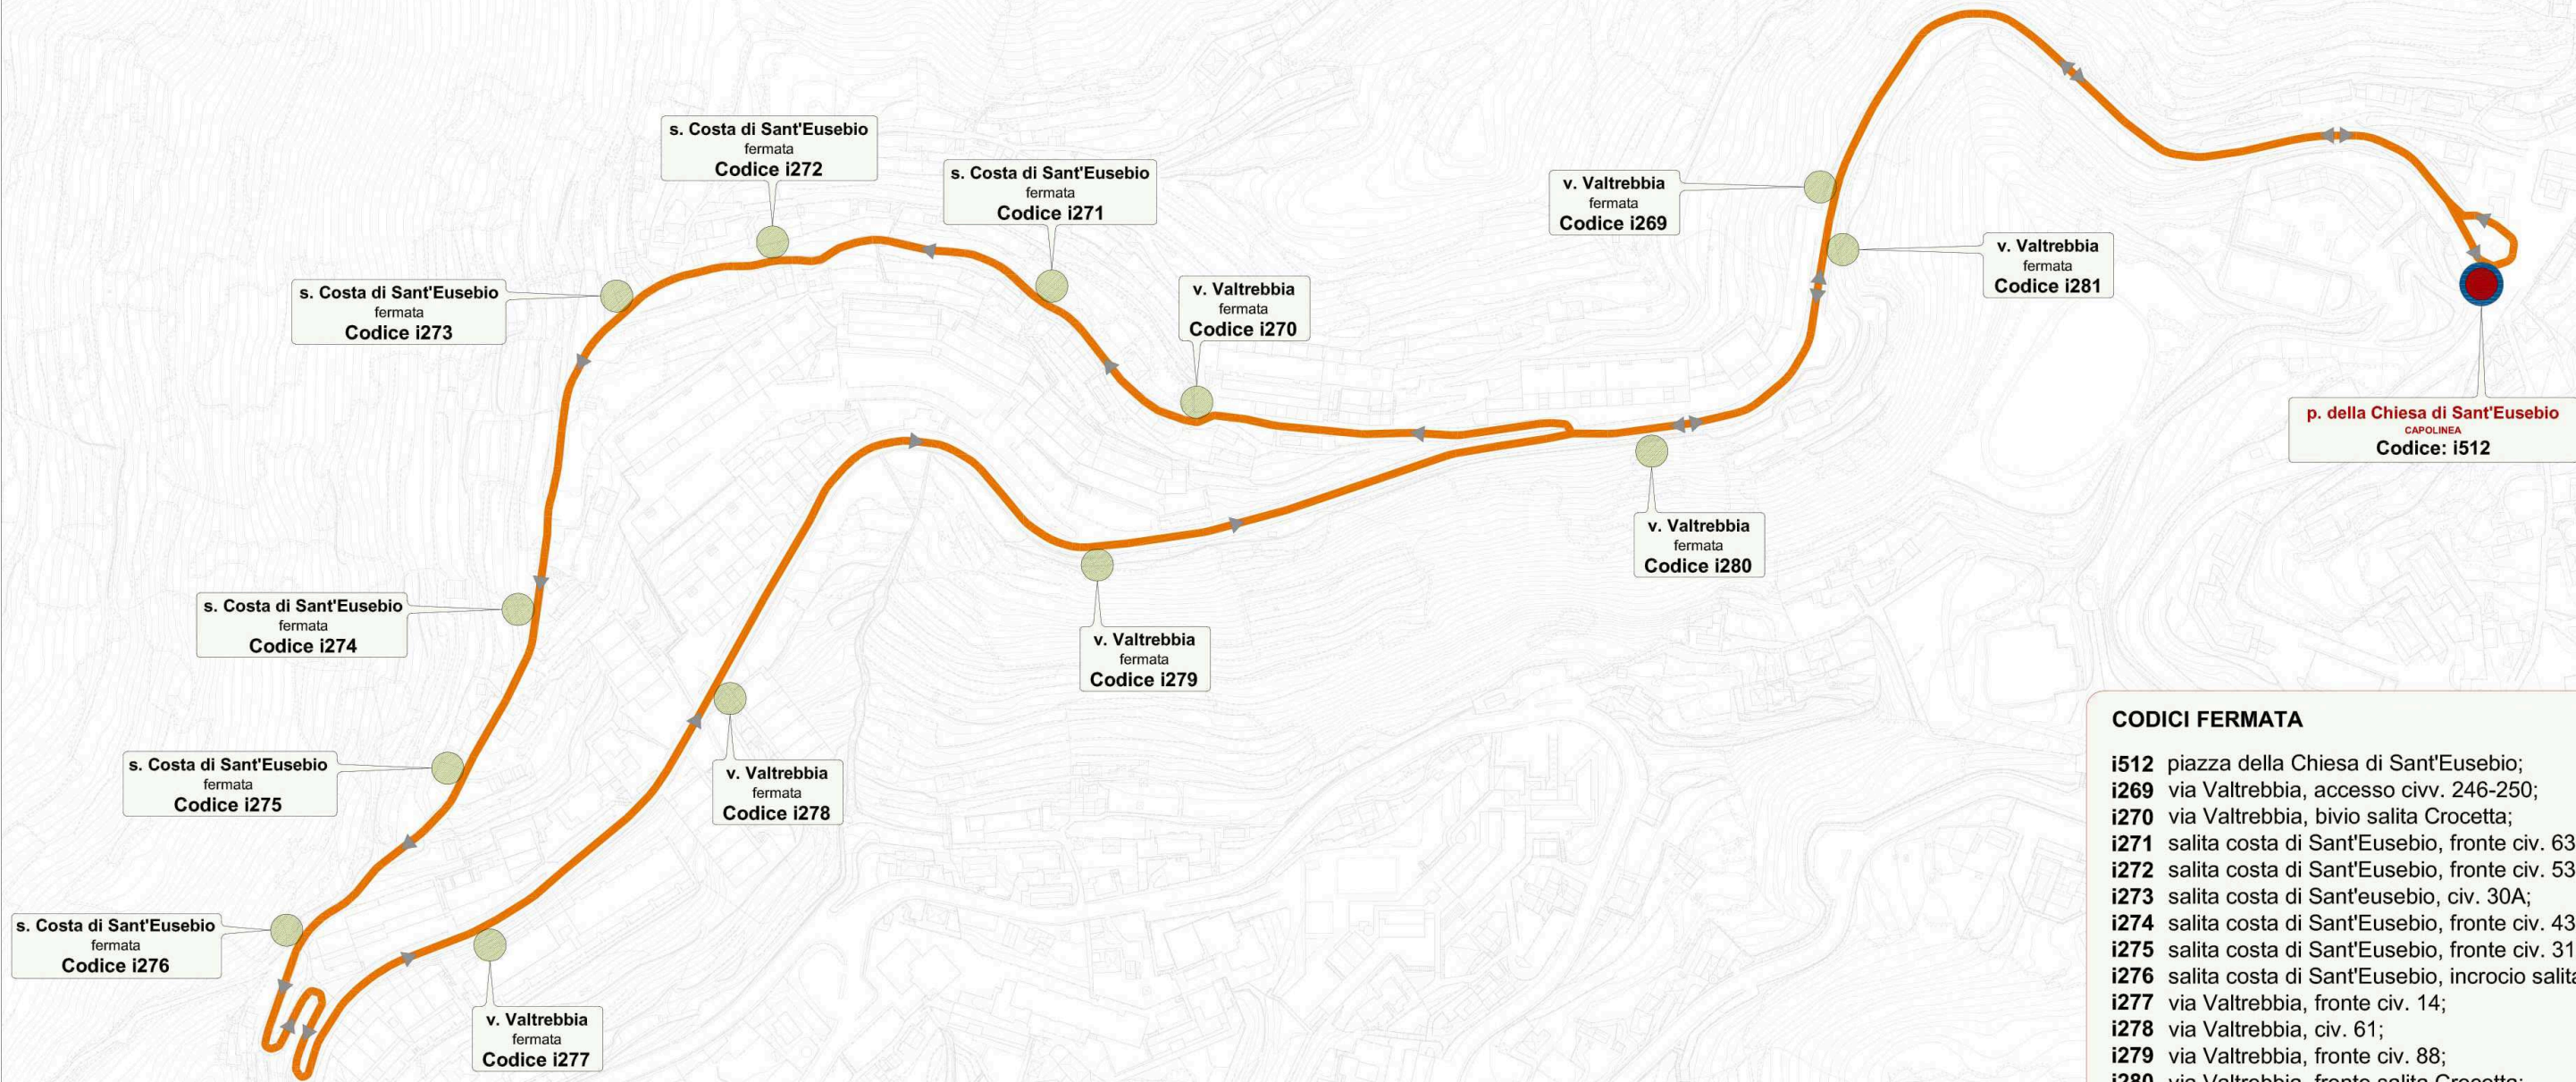 s. Costa di Sant'Eusebio
fermata
Codice i272
s. Costa di Sant'Eusebio
fermata
Codice i271
v. Valtrebbia
fermata
Codice i269
v. Valtrebbia
fermata
Codice i281
s. Costa di Sant'Eusebio
fermata
Codice i273
v. Valtrebbia
fermata
Codice i270
p. della Chiesa di Sant'Eusebio
CAPOLINEA
Codice: i512
v. Valtrebbia
fermata
Codice i280
s. Costa di Sant'Eusebio
fermata
Codice i274
v. Valtrebbia
fermata
Codice i279
s. Costa di Sant'Eusebio
fermata
Codice i275
v. Valtrebbia
fermata
Codice i278
s. Costa di Sant'Eusebio
fermata
Codice i276
v. Valtrebbia
fermata
Codice i277
CODICI FERMATA
i512 piazza della Chiesa di Sant'Eusebio;
i269 via Valtrebbia, accesso civv. 246-250;
i270 via Valtrebbia, bivio salita Crocetta;
i271 salita costa di Sant'Eusebio, fronte civ. 63
i272 salita costa di Sant'Eusebio, fronte civ. 53
i273 salita costa di Sant'eusebio, civ. 30A;
i274 salita costa di Sant'Eusebio, fronte civ. 43
i275 salita costa di Sant'Eusebio, fronte civ. 31
i276 salita costa di Sant'Eusebio, incrocio salita
i277 via Valtrebbia, fronte civ. 14;
i278 via Valtrebbia, civ. 61;
i279 via Valtrebbia, fronte civ. 88;
i280 via Valtrebbia, fronte salita Crocetta;